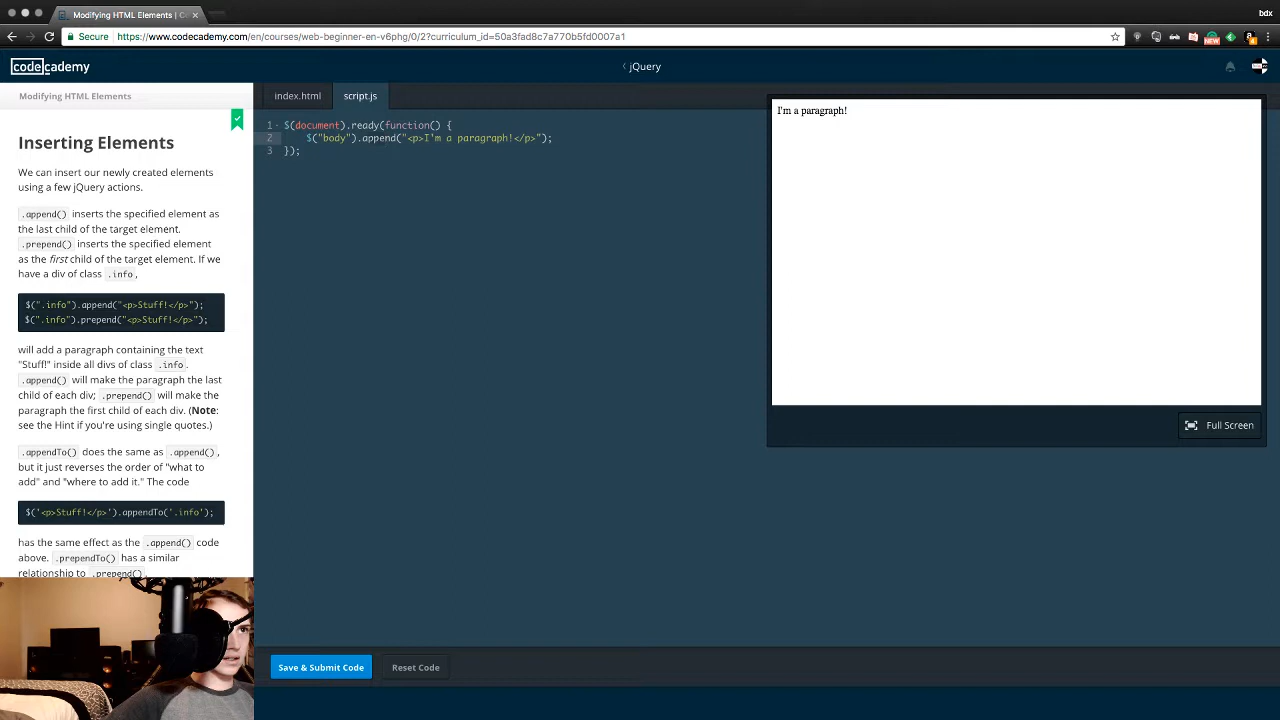 Modifying HTML Elements | C
bdx
Secure
https://www.codecademy.com/en/courses/web-beginner-en-v6phg/0/2?curriculum_id=50a3fad8c7a770b5fd0007a1
NEW
codecademy
jQuery
Modifying HTML Elements
index.html
script.js
Inserting Elements
We can insert our newly created elements
using a few jQuery actions.
.append() inserts the specified element as
the last child of the target element.
.prepend() inserts the specified element
as the first child of the target element. If we
have a div of class .info,
$(".info").append("<p>Stuff!</p>");
$(".info").prepend("<p>Stuff!</p>");
will add a paragraph containing the text
"Stuff!" inside all divs of class .info.
.append() will make the paragraph the last
child of each div; .prepend() will make the
paragraph the first child of each div. (Note:
see the Hint if you're using single quotes.)
.appendTo() does the same as .append(),
but it just reverses the order of "what to
add" and "where to add it." The code
$('<p>Stuff!</p>').appendTo('.info');
has the same effect as the .append() code
above. .prependTo() has a similar
relationship to .prepend().
1 $(document).ready(function() {
2 $("body").append("<p>I'm a paragraph!</p>");
3 });
I'm a paragraph!
Full Screen
Save & Submit Code
Reset Code